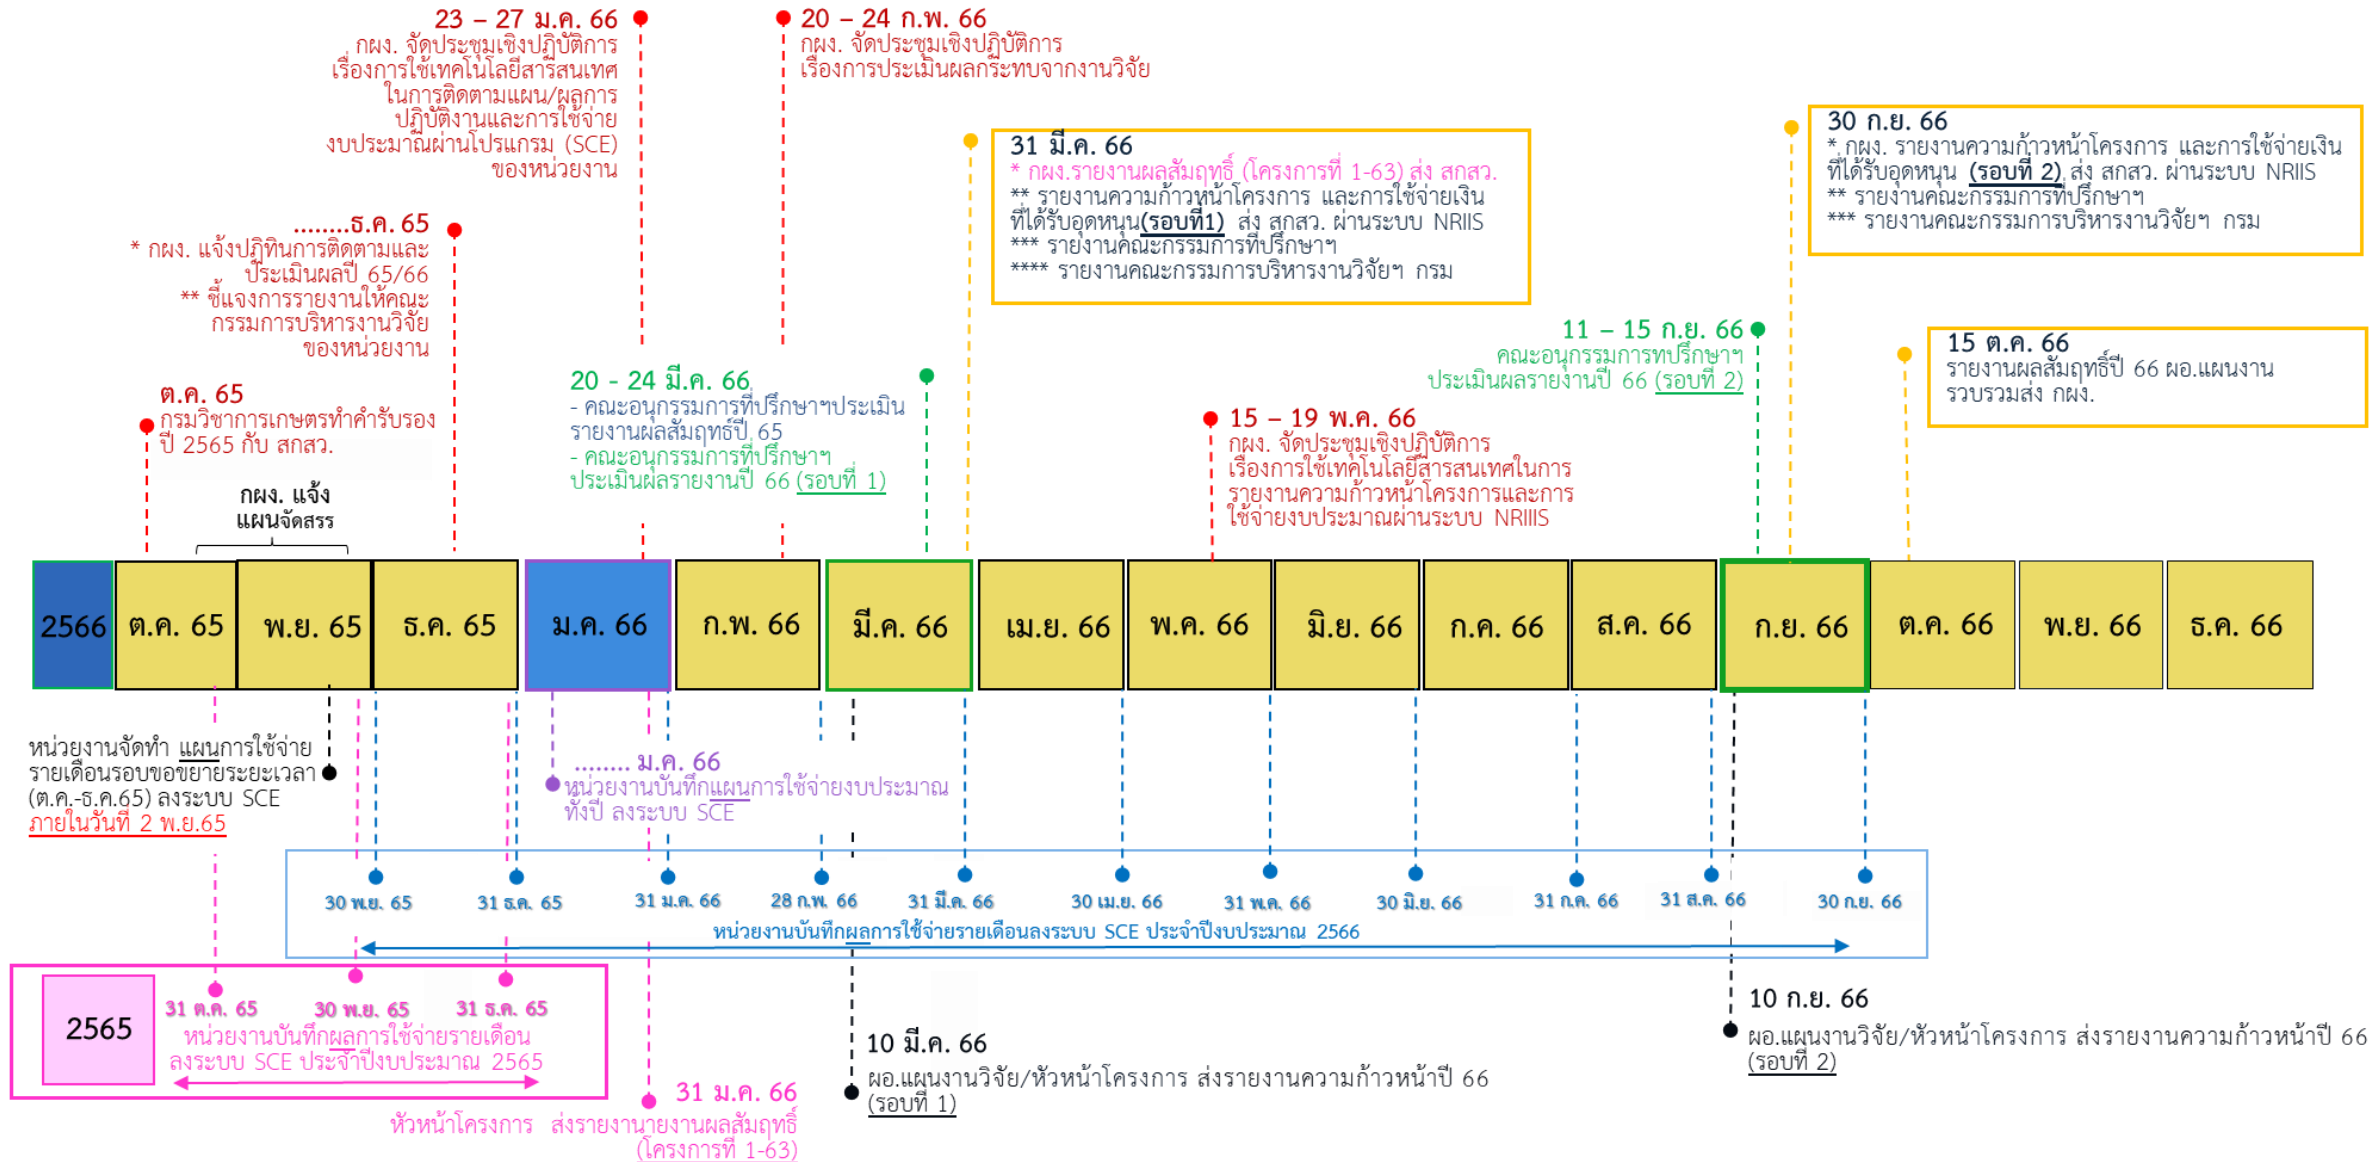 23 – 27 ม.ค. 66
กผง. จัดประชุมเชิงปฏิบัติการ
เรื่องการใช้เทคโนโลยีสารสนเทศ
ในการติดตามแผน/ผลการ
ปฏิบัติงานและการใช้จ่าย
งบประมาณผ่านโปรแกรม (SCE)
ของหน่วยงาน
20 – 24 ก.พ. 66
กผง. จัดประชุมเชิงปฏิบัติการ
เรื่องการประเมินผลกระทบจากงานวิจัย
31 มี.ค. 66
* กผง.รายงานผลสัมฤทธิ์ (โครงการที่ 1-63) ส่ง สกสว.
** รายงานความก้าวหน้าโครงการ และการใช้จ่ายเงิน
ที่ได้รับอุดหนุน(รอบที่1) ส่ง สกสว. ผ่านระบบ NRIIS
*** รายงานคณะกรรมการที่ปรึกษาฯ
**** รายงานคณะกรรมการบริหารงานวิจัยฯ กรม
30 ก.ย. 66
* กผง. รายงานความก้าวหน้าโครงการ และการใช้จ่ายเงิน
ที่ได้รับอุดหนุน (รอบที่ 2) ส่ง สกสว. ผ่านระบบ NRIIS
** รายงานคณะกรรมการที่ปรึกษาฯ
*** รายงานคณะกรรมการบริหารงานวิจัยฯ กรม
........ธ.ค. 65
* กผง. แจ้งปฏิทินการติดตามและ
ประเมินผลปี 65/66
** ชี้แจงการรายงานให้คณะ
กรรมการบริหารงานวิจัย
ของหน่วยงาน
ต.ค. 65
กรมวิชาการเกษตรทำคำรับรอง
ปี 2565 กับ สกสว.
กผง. แจ้ง
แผนจัดสรร
20 - 24 มี.ค. 66
- คณะอนุกรรมการที่ปรึกษาฯประเมิน
รายงานผลสัมฤทธ์ปี 65
- คณะอนุกรรมการที่ปรึกษาฯ
ประเมินผลรายงานปี 66 (รอบที่ 1)
15 – 19 พ.ค. 66
กผง. จัดประชุมเชิงปฏิบัติการ
เรื่องการใช้เทคโนโลยีสารสนเทศในการ
รายงานความก้าวหน้าโครงการและการ
ใช้จ่ายงบประมาณผ่านระบบ NRIIIS
11 – 15 ก.ย. 66
คณะอนุกรรมการทปรึกษาฯ
ประเมินผลรายงานปี 66 (รอบที่ 2)
15 ต.ค. 66
รายงานผลสัมฤทธิ์ปี 66 ผอ.แผนงาน
รวบรวมส่ง กผง.
2566
ต.ค. 65
พ.ย. 65
ธ.ค. 65
ม.ค. 66
ก.พ. 66
มี.ค. 66
เม.ย. 66
พ.ค. 66
มิ.ย. 66
ก.ค. 66
ส.ค. 66
ก.ย. 66
ต.ค. 66
พ.ย. 66
ธ.ค. 66
หน่วยงานจัดทำ แผนการใช้จ่าย
รายเดือนรอบขอขยายระยะเวลา
(ต.ค.-ธ.ค.65) ลงระบบ SCE
ภายในวันที่ 2 พ.ย.65
........ ม.ค. 66
หน่วยงานบันทึกแผนการใช้จ่ายงบประมาณ
ทั้งปี ลงระบบ SCE
30 พ.ย. 65
31 ธ.ค. 65
31 ม.ค. 66
28 ก.พ. 66
31 มี.ค. 66
30 เม.ย. 66
31 พ.ค. 66
30 มิ.ย. 66
31 ก.ค. 66
31 ส.ค. 66
30 ก.ย. 66
หน่วยงานบันทึกผลการใช้จ่ายรายเดือนลงระบบ SCE ประจำปีงบประมาณ 2566
2565
31 ต.ค. 65
30 พ.ย. 65
31 ธ.ค. 65
หน่วยงานบันทึกผลการใช้จ่ายรายเดือน
ลงระบบ SCE ประจำปีงบประมาณ 2565
31 ม.ค. 66
หัวหน้าโครงการ ส่งรายงานายงานผลสัมฤทธิ์
(โครงการที่ 1-63)
10 มี.ค. 66
ผอ.แผนงานวิจัย/หัวหน้าโครงการ ส่งรายงานความก้าวหน้าปี 66
(รอบที่ 1)
10 ก.ย. 66
ผอ.แผนงานวิจัย/หัวหน้าโครงการ ส่งรายงานความก้าวหน้าปี 66
(รอบที่ 2)